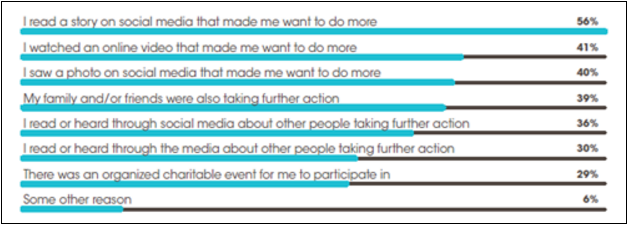 I read a story on social media that made me want to do more 56%
I watched an online video that made me want to do more 41%
I saw a photo on social media that made me want to do more 40%
My family and/or friends were also taking further action 39%
I read or heard through social media about other people taking further action 36%
I read or heard through the media about other people taking further action 30%
There was an organized charitable event for me to participate in 29%
Some other reason 6%